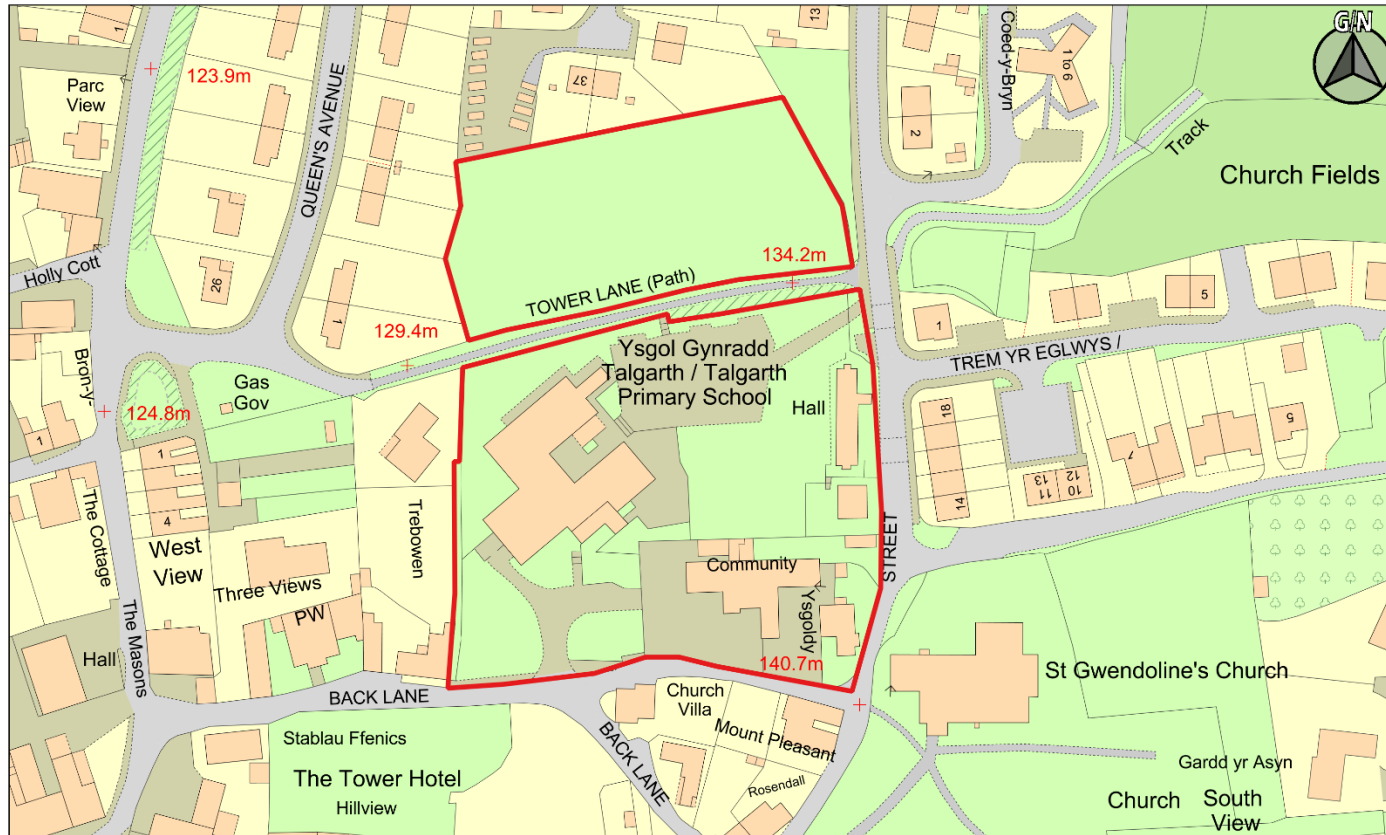 1
13
G/N
123.9m
Parc
View
37
QUEEN'S AVENUE
Coed-y-Bryn
1 to 6
2
Track
Church Fields
Holly Cott
26
134.2m
TOWER LANE (Path)
5
1
1
129.4m
TREM YR EGLWYS /
Bron-y-
Gas
Gov
Ysgol Gynradd
Talgarth / Talgarth
Primary School
Hall
124.8m
18
5
1
1
7
10
12
11
13
4
14
The Cottage
West
View
Trebowen
STREET
Three Views
Community
Ysgoldy
PW
The Masons
Hall
140.7m
St Gwendoline's Church
BACK LANE
Church
Villa
Mount Pleasant
BACK LANE
Stablau Ffenics
Gardd yr Asyn
The Tower Hotel
Rosendall
Hillview
Church
South
View